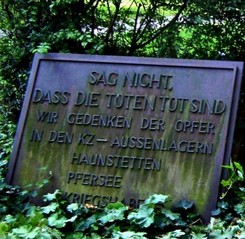 SAG NICHT,
DASS DIE TOTEN TOT SIND
WIR GEDENKEN DER OPFER
IN DEN KZ – AUSSENLAGERN
HAUNSTETTEN
PFERSEE